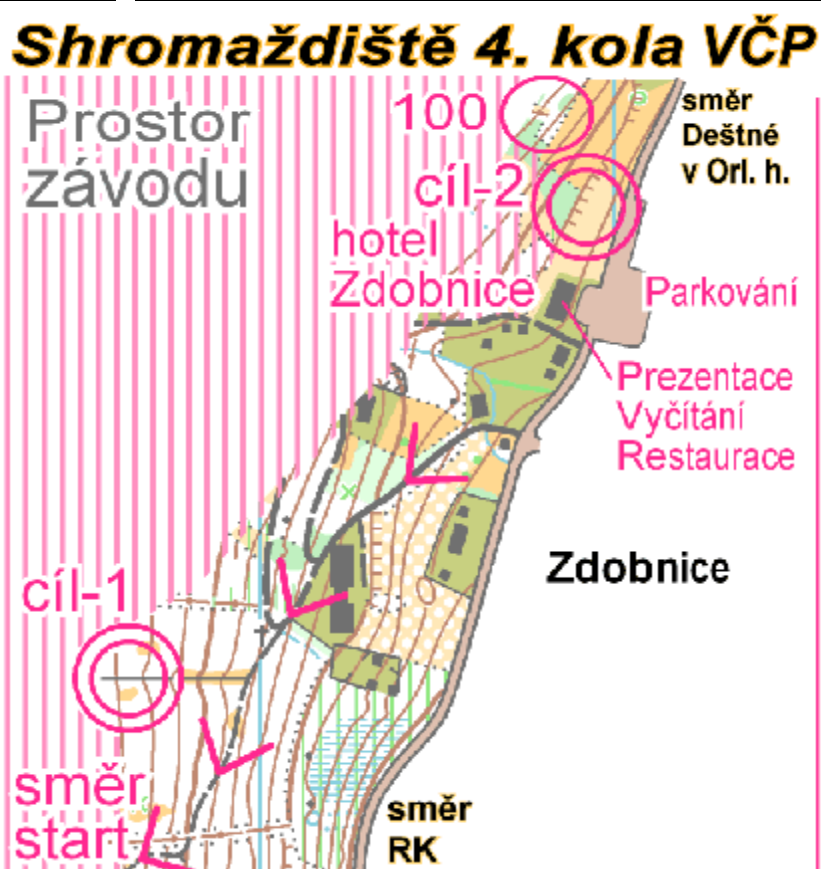 Shromaždiště 4. kola VČP
Prostor
závodu
100
směr
Deštné
v Orl. h.
cíl-2
hotel
Zdobnice
Parkování
Prezentace
Vyčítání
Restaurace
Zdobnice
cíl-1
směr
start
směr
RK